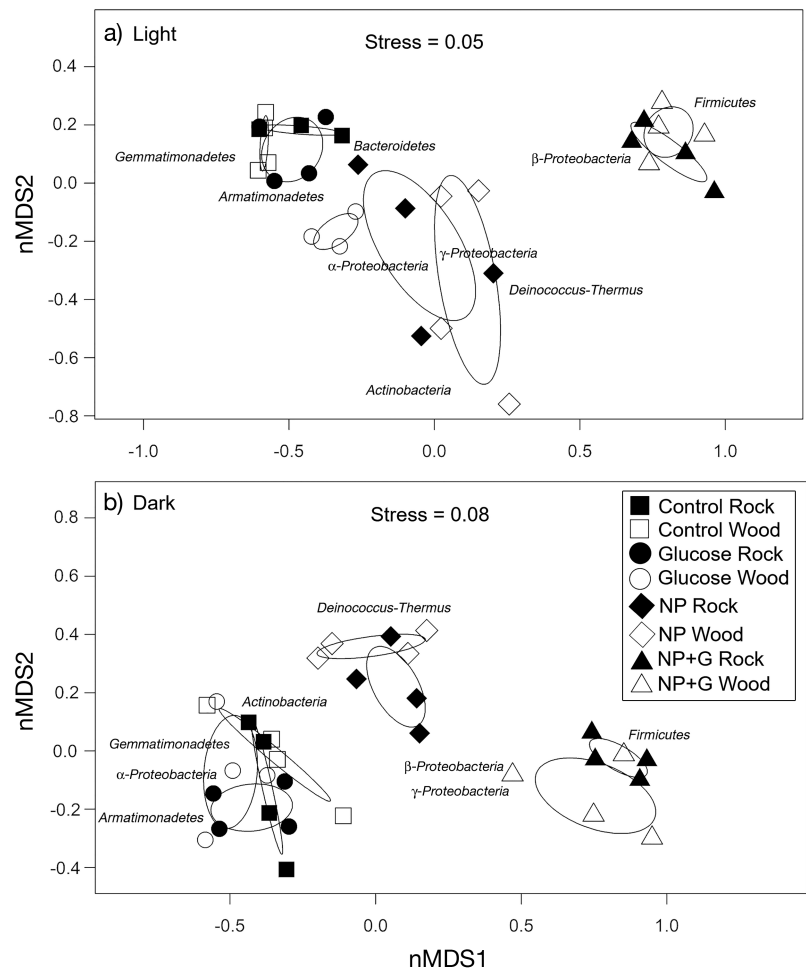 a) Light
Stress = 0.05
nMDS2
0.4
0.2
0.0
-0.2
-0.4
-0.6
-0.8
Firmicutes
Gemmatimonadetes
Bacteroidetes
β-Proteobacteria
Armatimonadetes
γ-Proteobacteria
α-Proteobacteria
Deinococcus-Thermus
Actinobacteria
-1.0
-0.5
0.0
0.5
1.0
b) Dark
Stress = 0.08
nMDS2
0.8
0.6
0.4
0.2
0.0
-0.2
-0.4
Control Rock
Control Wood
Glucose Rock
Glucose Wood
NP Rock
NP Wood
NP+G Rock
NP+G Wood
Deinococcus-Thermus
Actinobacteria
Gemmatimonadetes
Firmicutes
α-Proteobacteria
β-Proteobacteria
γ-Proteobacteria
Armatimonadetes
-0.5
0.0
0.5
1.0
nMDS1